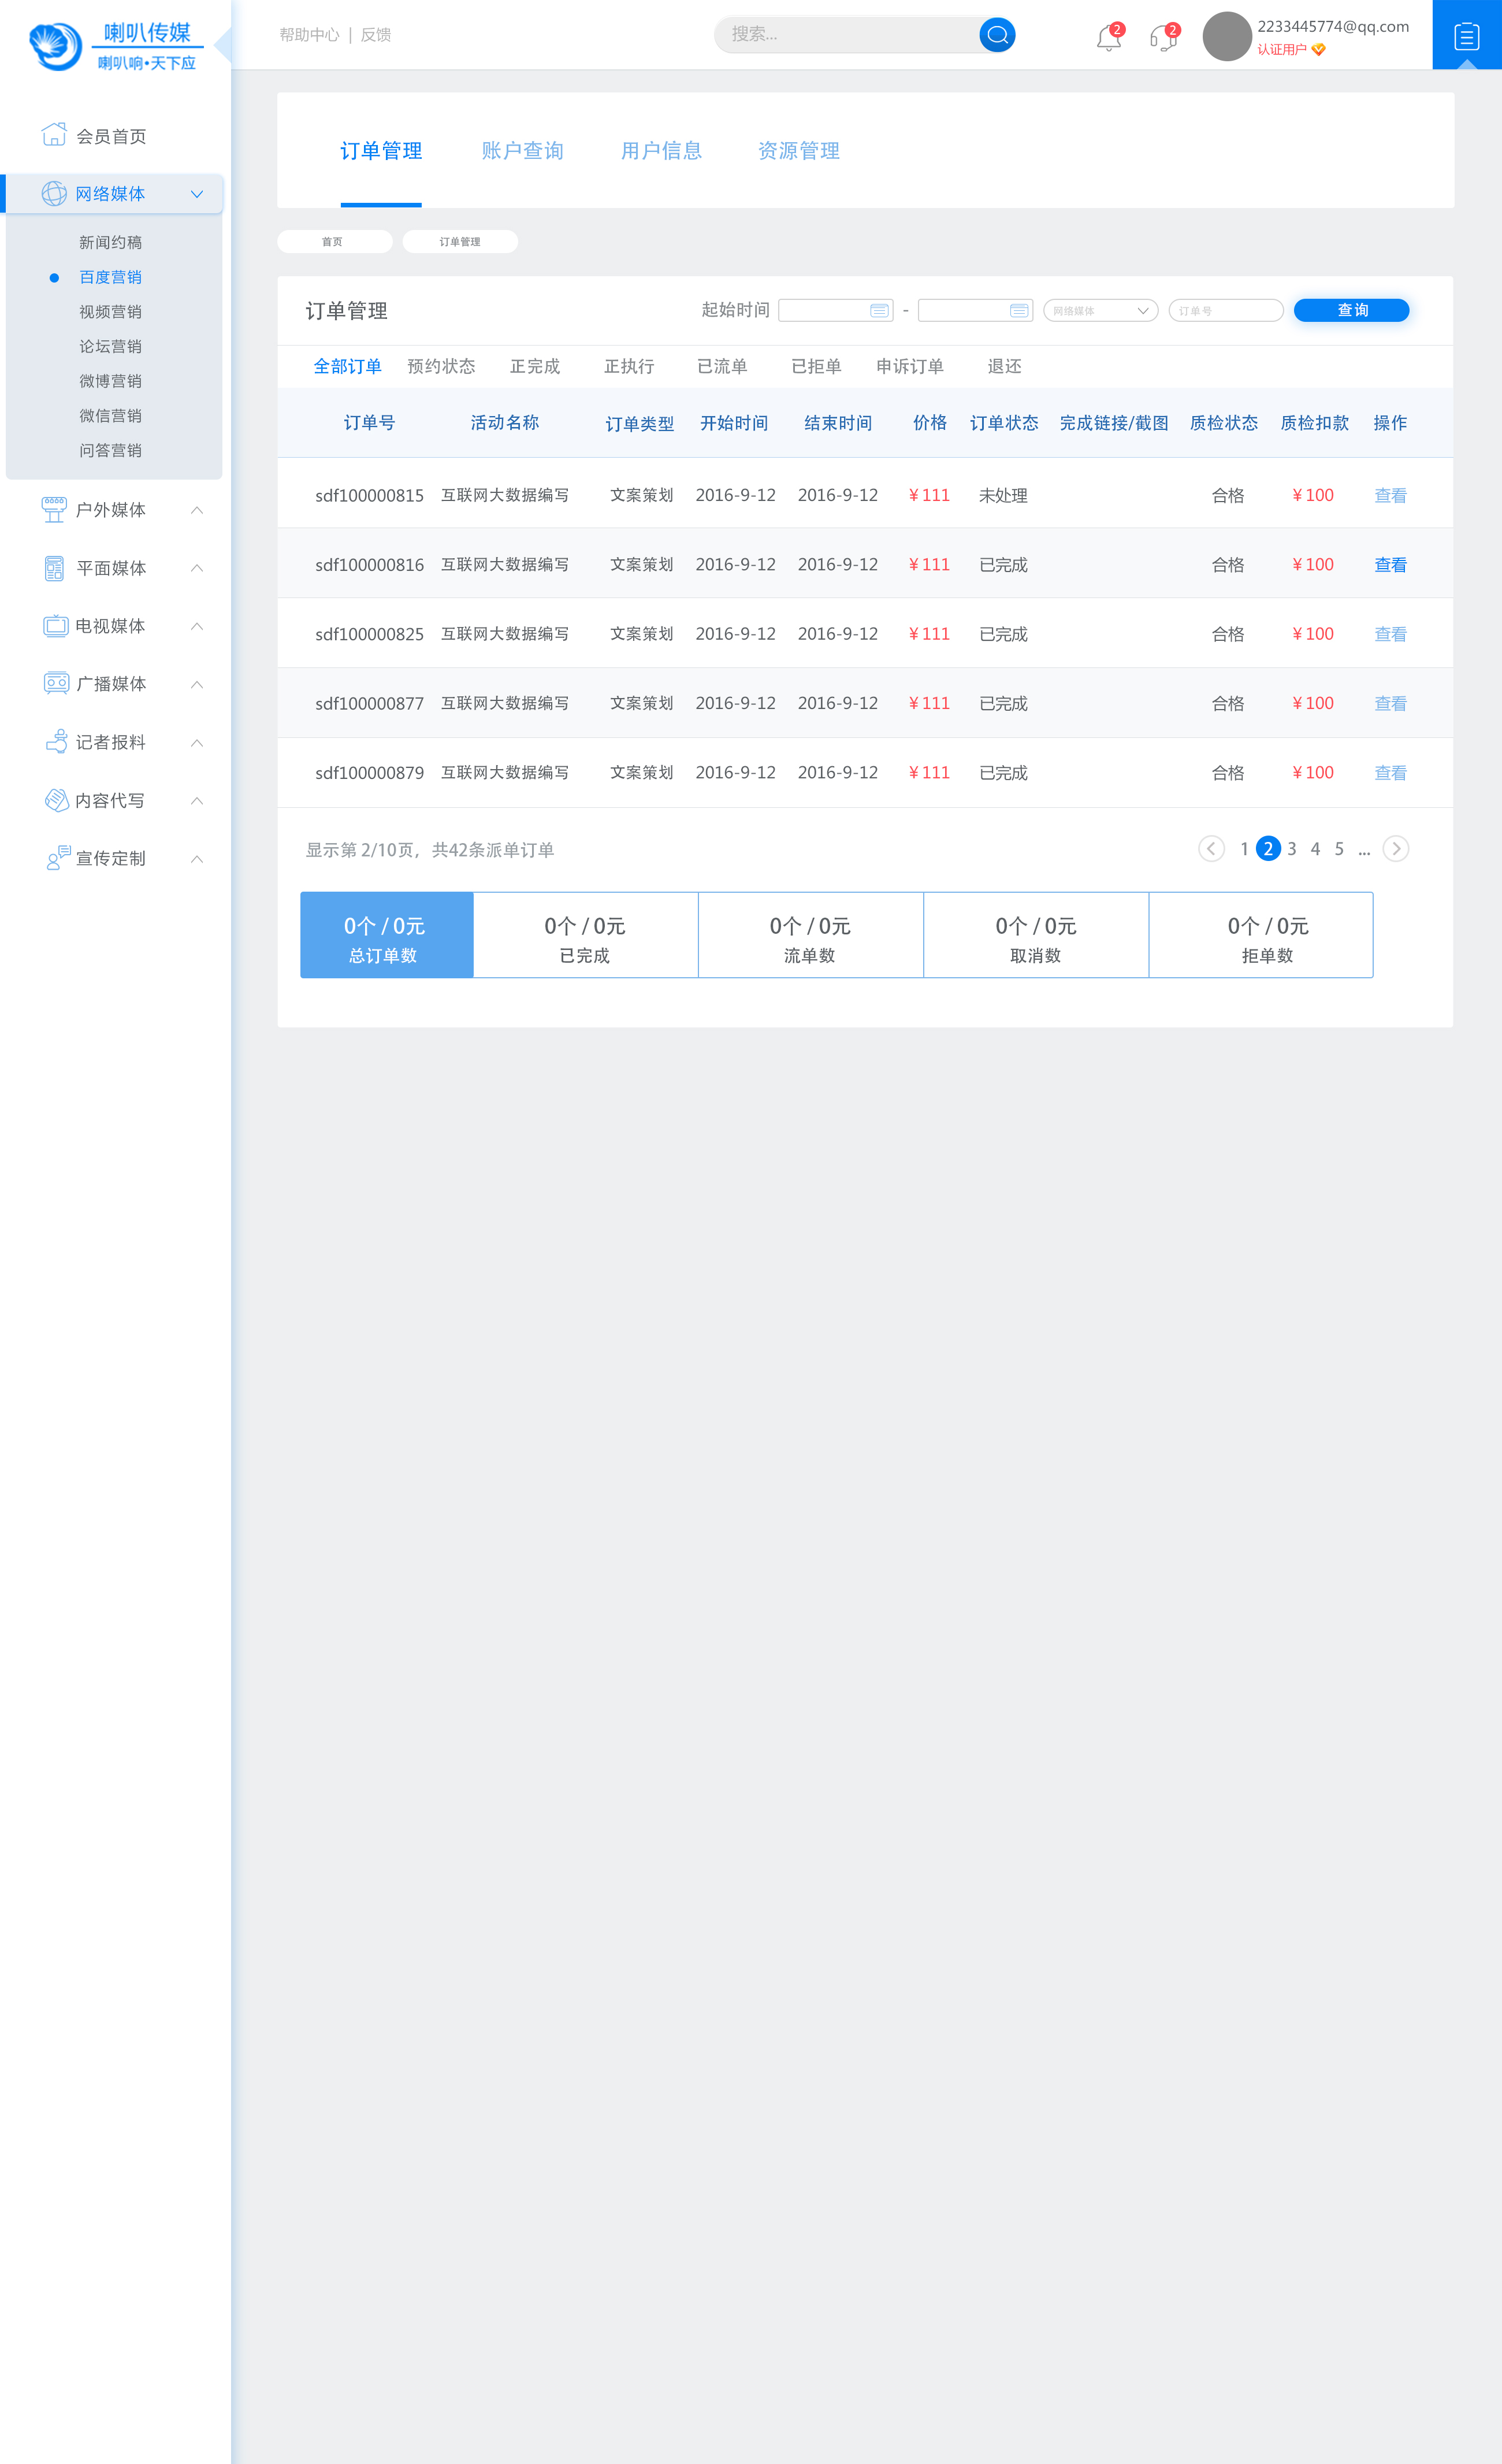 喇叭传媒
喇叭响•天下应
帮助中心 | 反馈
搜索...
2
2
2233445774@qq.com
认证用户
会员首页
网络媒体
新闻约稿
百度营销
视频营销
论坛营销
微博营销
微信营销
问答营销
户外媒体
平面媒体
电视媒体
广播媒体
记者报料
内容代写
宣传定制
订单管理 账户查询 用户信息 资源管理
首页 订单管理
订单管理 起始时间 - 网络媒体 订单号 查询
全部订单 预约状态 正完成 正执行 已流单 已拒单 申诉订单 退还
订单号 活动名称 订单类型 开始时间 结束时间 价格 订单状态 完成链接/截图 质检状态 质检扣款 操作
sdf100000815 互联网大数据编写 文案策划 2016-9-12 2016-9-12 ￥111 未处理 合格 ￥100 查看
sdf100000816 互联网大数据编写 文案策划 2016-9-12 2016-9-12 ￥111 已完成 合格 ￥100 查看
sdf100000825 互联网大数据编写 文案策划 2016-9-12 2016-9-12 ￥111 已完成 合格 ￥100 查看
sdf100000877 互联网大数据编写 文案策划 2016-9-12 2016-9-12 ￥111 已完成 合格 ￥100 查看
sdf100000879 互联网大数据编写 文案策划 2016-9-12 2016-9-12 ￥111 已完成 合格 ￥100 查看
显示第 2/10页，共42条派单订单 1 2 3 4 5 ...
0个 / 0元 0个 / 0元 0个 / 0元 0个 / 0元 0个 / 0元
总订单数 已完成 流单数 取消数 拒单数